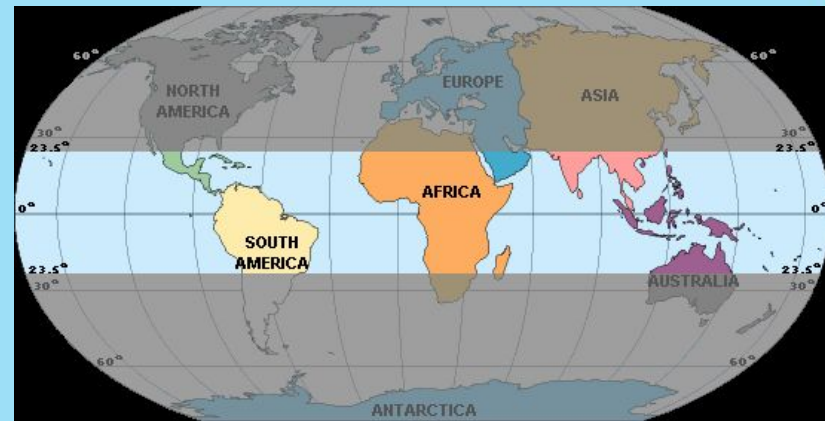 60° 60°
EUROPE
NORTH
AMERICA
ASIA
30° 30°
23.5° 23.5°
AFRICA
0° 0°
SOUTH
AMERICA
23.5° 23.5°
AUSTRALIA
30° 30°
60° 60°
ANTARCTICA